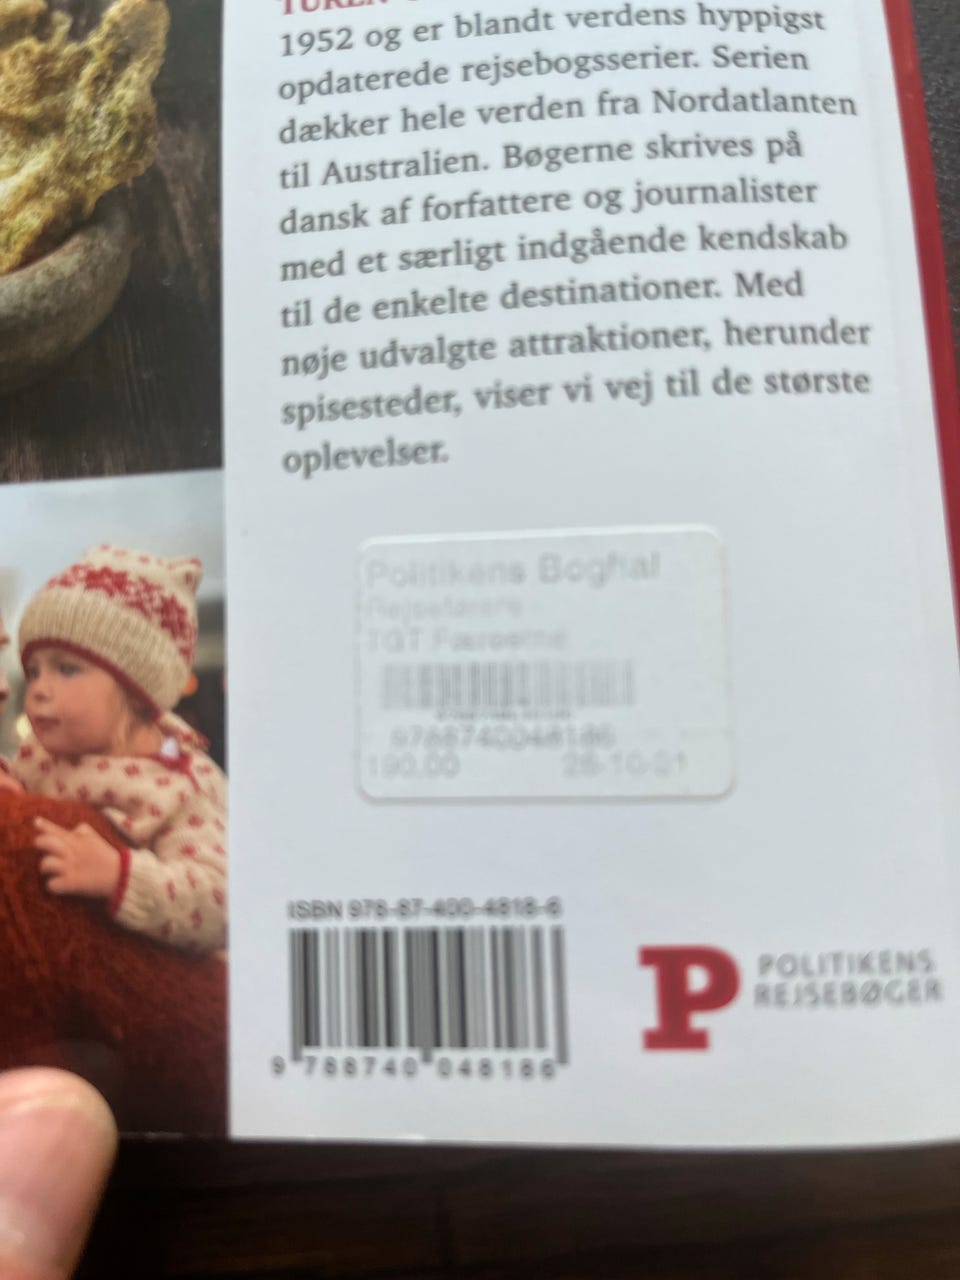 1952 og er blandt verdens hyppigst
opdaterede rejsebogsserier. Serien
dækker hele verden fra Nordatlanten
til Australien. Bøgerne skrives på
dansk af forfattere og journalister
med et særligt indgående kendskab
til de enkelte destinationer. Med
nøje udvalgte attraktioner, herunder
spisesteder, viser vi vej til de største
oplevelser.
Politikens Boghal
Rejseførere
TGT Færøerne
9788740048186
190,00
ISBN 978-87-400-4818-6
9 788740 048186
P POLITIKENS
REJSEBØGER